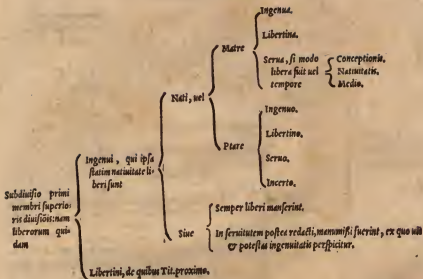 Ingenua.
Libertina.
Matre
Serua, si modo
libera fuit uel
tempore
Conceptionis.
Natiuitatis.
Medio.
Nati, uel
Ingenuo.
Libertino.
Ptare
Seruo.
Incerto.
Ingenui, qui ipsa
statim natiuitate li-
beri sunt
Subdiuisio primi
membri superio-
ris diuisiōis: nam
liberorum qui-
dam
Semper liberi manserint.
Siue
In seruitutem postea redacti, manumissi fuerint, ex quo uis
& potestas ingenuitatis perspicitur.
Libertini, de quibus Tit. proximo.